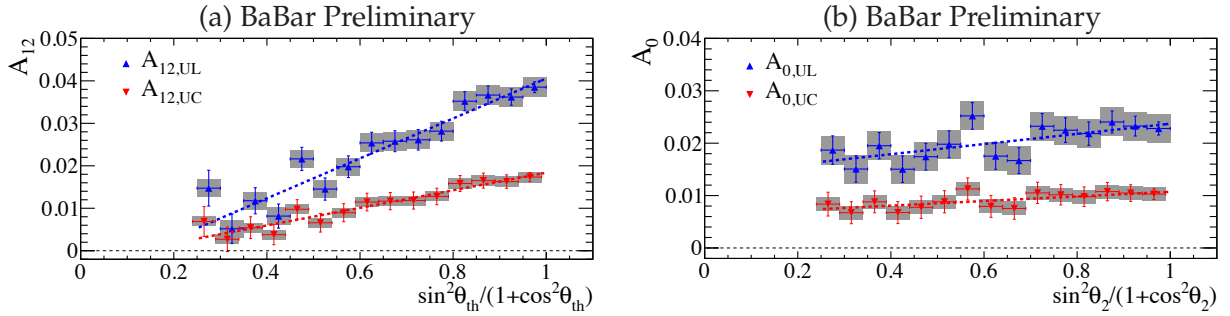 (a) BaBar Preliminary
A₁₂
0.05
0.04
0.03
0.02
0.01
0
A₁₂,UL
A₁₂,UC
0 0.2 0.4 0.6 0.8 1
sin²θth/(1+cos²θth)
(b) BaBar Preliminary
A₀
0.04
0.03
0.02
0.01
0
A₀,UL
A₀,UC
0 0.2 0.4 0.6 0.8 1
sin²θ₂/(1+cos²θ₂)